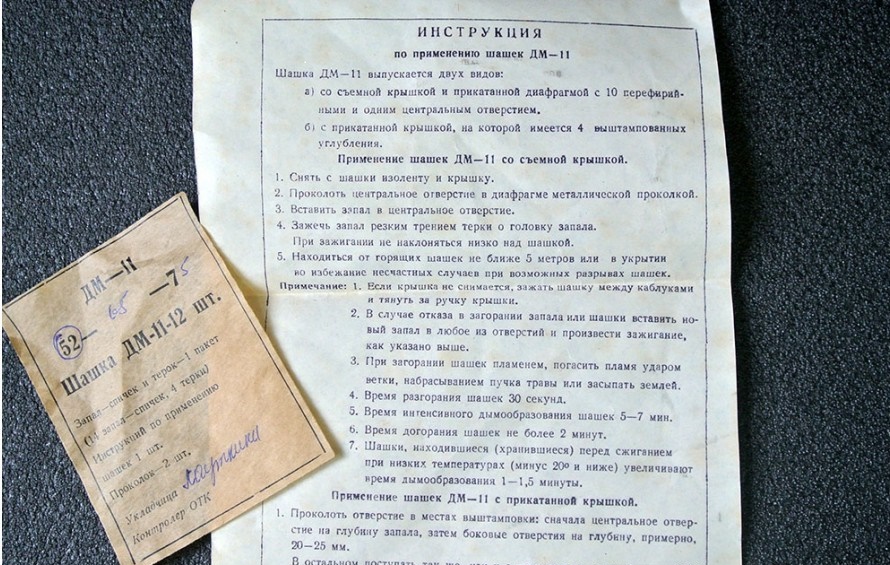 ИНСТРУКЦИЯ
по применению шашек ДМ—11
Шашка ДМ—11 выпускается двух видов:
а) со съемной крышкой и прикатанной диафрагмой с 10 перефирий-
ными и одним центральным отверстием.
б) с прикатанной крышкой, на которой имеется 4 выштампованных
углубления.
Применение шашек ДМ—11 со съемной крышкой.
1. Снять с шашки изоленту и крышку.
2. Проколоть центральное отверстие в диафрагме металлической проколкой.
3. Вставить запал в центральное отверстие.
4. Зажечь запал резким трением терки о головку запала.
При зажигании не наклоняться низко над шашкой.
5. Находиться от горящих шашек не ближе 5 метров или в укрытии
во избежание несчастных случаев при возможных разрывах шашек.
Примечание: 1. Если крышка не снимается, зажать шашку между каблуками
и тянуть за ручку крышки.
2. В случае отказа в загорании запала или шашки вставить но-
вый запал в любое из отверстий и произвести зажигание,
как указано выше.
3. При загорании шашек пламенем, погасить пламя ударом
ветки, набрасыванием пучка травы или засыпать землей.
4. Время разгорания шашек 30 секунд.
5. Время интенсивного дымообразования шашек 5—7 мин.
6. Время догорания шашек не более 2 минут.
7. Шашки, находившиеся (хранившиеся) перед сжиганием
при низких температурах (минус 20º и ниже) увеличивают
время дымообразования 1—1,5 минуты.
Применение шашек ДМ—11 с прикатанной крышкой.
1. Проколоть отверстие в местах выштамповки: сначала центральное отвер-
стие на глубину запала, затем боковые отверстия на глубину, примерно,
20—25 мм.
В остальном поступать так же,
ДМ—11
52— 65 —75
Шашка ДМ-11-12 шт.
Запал—спичек и терок—1 пакет
(14 запал—спичек, 4 терки)
Инструкций по применению
шашек 1 шт.
Проколок—2 шт.
Укладчица
Контролер ОТК